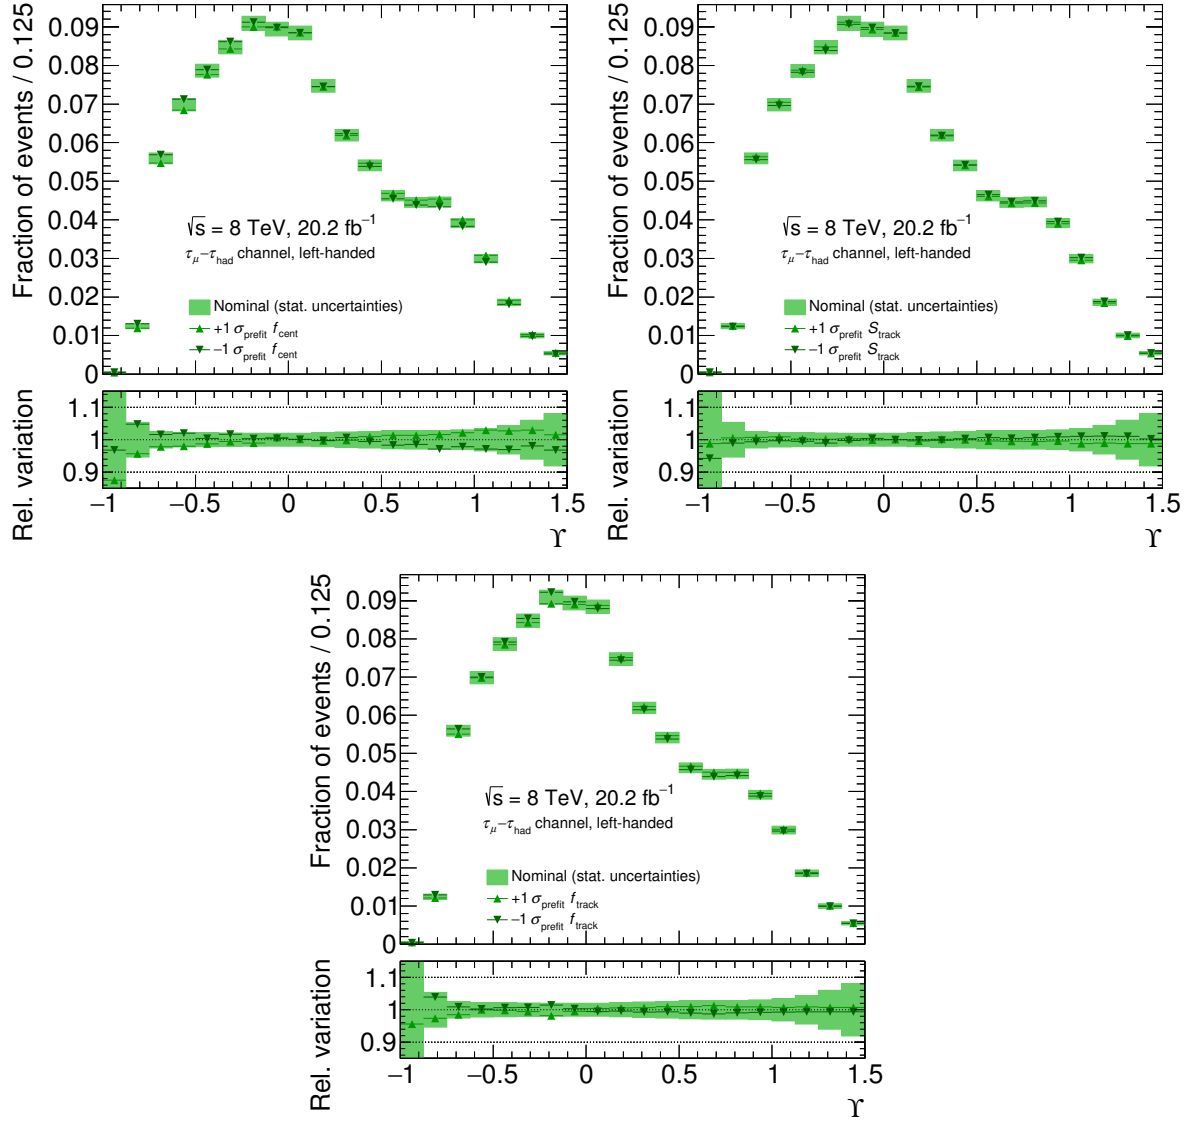 Fraction of events / 0.125
0.09
0.08
0.07
0.06
0.05
0.04
0.03
0.02
0.01
0
√s = 8 TeV, 20.2 fb⁻¹
τμ−τhad channel, left-handed
Nominal (stat. uncertainties)
+1 σprefit fcent
−1 σprefit fcent
Rel. variation
1.1
1
0.9
−1 −0.5 0 0.5 1 1.5
ϒ
Fraction of events / 0.125
0.09
0.08
0.07
0.06
0.05
0.04
0.03
0.02
0.01
0
√s = 8 TeV, 20.2 fb⁻¹
τμ−τhad channel, left-handed
Nominal (stat. uncertainties)
+1 σprefit Strack
−1 σprefit Strack
Rel. variation
1.1
1
0.9
−1 −0.5 0 0.5 1 1.5
ϒ
Fraction of events / 0.125
0.09
0.08
0.07
0.06
0.05
0.04
0.03
0.02
0.01
0
√s = 8 TeV, 20.2 fb⁻¹
τμ−τhad channel, left-handed
Nominal (stat. uncertainties)
+1 σprefit ftrack
−1 σprefit ftrack
Rel. variation
1.1
1
0.9
−1 −0.5 0 0.5 1 1.5
ϒ